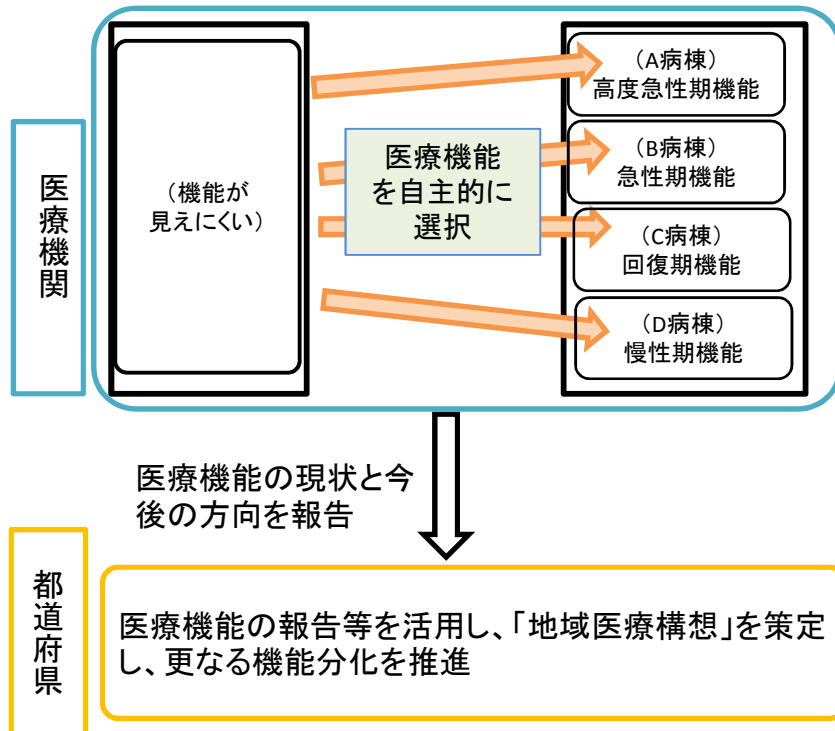 医療機関
（機能が
見えにくい）
医療機能
を自主的に
選択
（A病棟）
高度急性期機能
（B病棟）
急性期機能
（C病棟）
回復期機能
（D病棟）
慢性期機能
医療機能の現状と今
後の方向を報告
都道府県
医療機能の報告等を活用し、「地域医療構想」を策定
し、更なる機能分化を推進